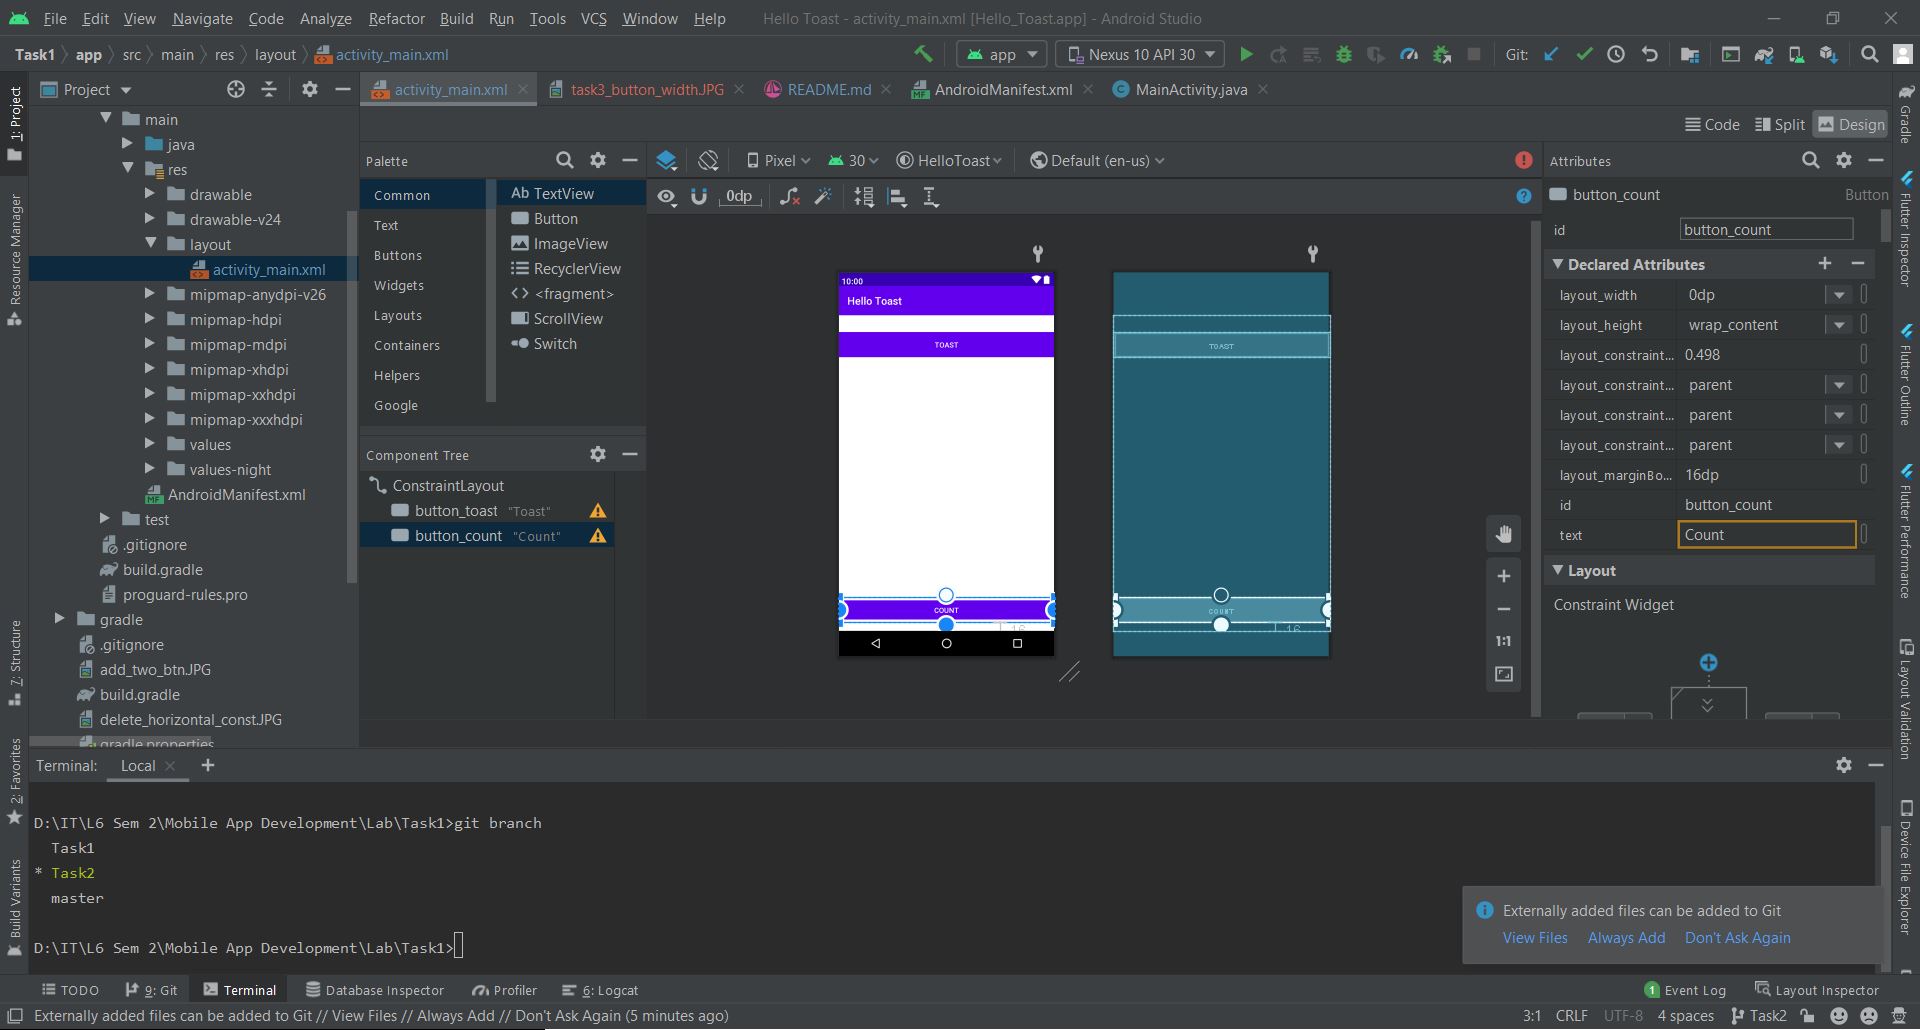 File Edit View Navigate Code Analyze Refactor Build Run Tools VCS Window Help Hello Toast - activity_main.xml [Hello_Toast.app] - Android Studio
Task1 app src main res layout activity_main.xml app Nexus 10 API 30 Git:
1: Project
Resource Manager
7: Structure
2: Favorites
Build Variants
Project
main
java
res
drawable
drawable-v24
layout
activity_main.xml
mipmap-anydpi-v26
mipmap-hdpi
mipmap-mdpi
mipmap-xhdpi
mipmap-xxhdpi
mipmap-xxxhdpi
values
values-night
AndroidManifest.xml
test
.gitignore
build.gradle
proguard-rules.pro
gradle
.gitignore
add_two_btn.JPG
build.gradle
delete_horizontal_const.JPG
gradle.properties
activity_main.xml task3_button_width.JPG README.md AndroidManifest.xml MainActivity.java
Code Split Design
Palette
Common
Text
Buttons
Widgets
Layouts
Containers
Helpers
Google
Ab TextView
Button
ImageView
RecyclerView
<fragment>
ScrollView
Switch
Component Tree
ConstraintLayout
button_toast "Toast"
button_count "Count"
Pixel 30 HelloToast Default (en-us)
0dp
10:00
Hello Toast
TOAST
COUNT
16
TOAST
COUNT
16
1:1
Attributes
button_count Button
id button_count
Declared Attributes
layout_width 0dp
layout_height wrap_content
layout_constraint... 0.498
layout_constraint... parent
layout_constraint... parent
layout_constraint... parent
layout_marginBo... 16dp
id button_count
text Count
Layout
Constraint Widget
Gradle
Flutter Inspector
Flutter Outline
Flutter Performance
Layout Validation
Device File Explorer
Terminal: Local
D:\IT\L6 Sem 2\Mobile App Development\Lab\Task1>git branch
Task1
* Task2
master
D:\IT\L6 Sem 2\Mobile App Development\Lab\Task1>
Externally added files can be added to Git
View Files Always Add Don't Ask Again
TODO 9: Git Terminal Database Inspector Profiler 6: Logcat 1 Event Log Layout Inspector
Externally added files can be added to Git // View Files // Always Add // Don't Ask Again (5 minutes ago) 3:1 CRLF UTF-8 4 spaces Task2